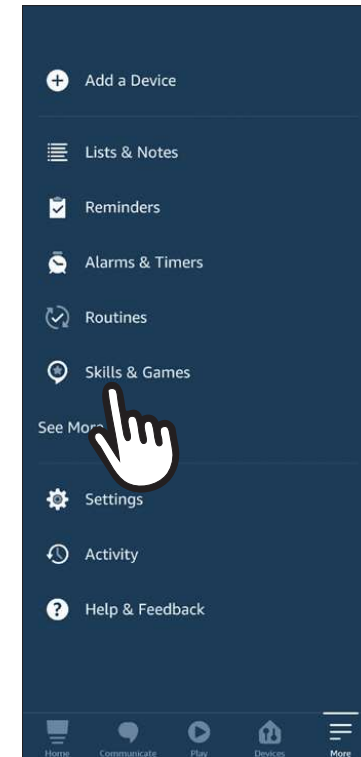 Add a Device
Lists & Notes
Reminders
Alarms & Timers
Routines
Skills & Games
See More
Settings
Activity
Help & Feedback
Home Communicate Play Devices More